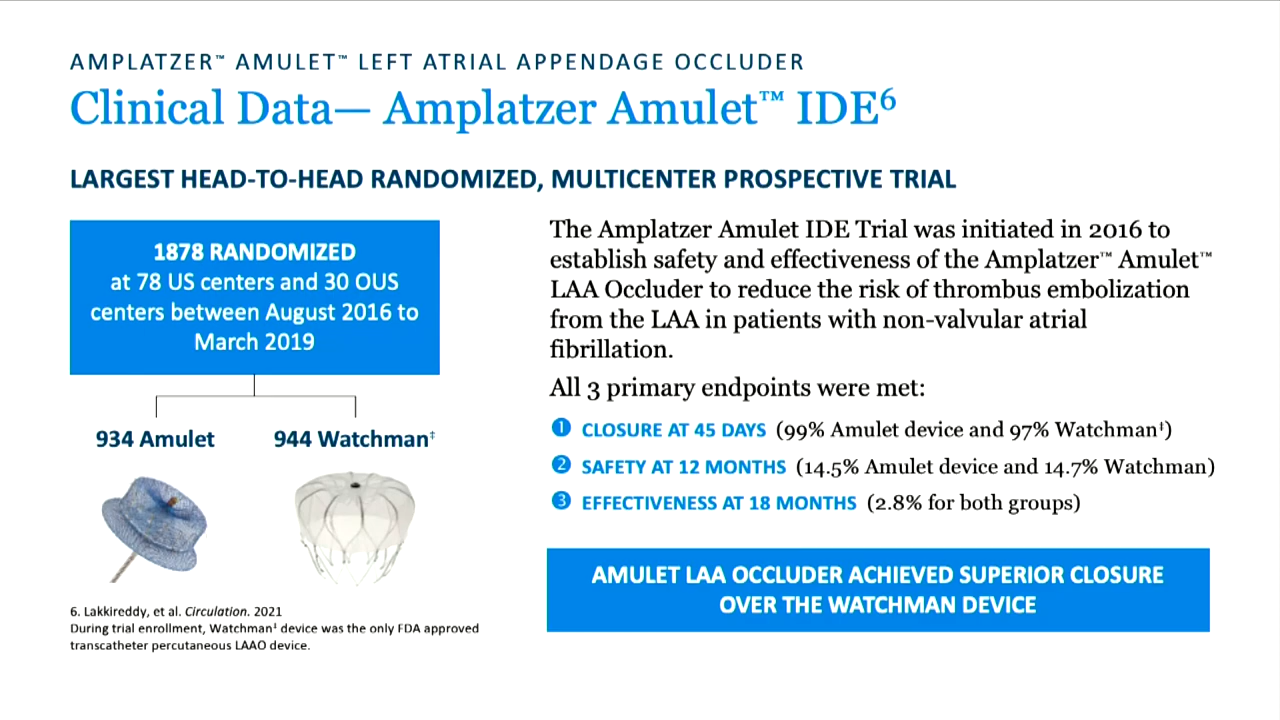 AMPLATZER™ AMULET™ LEFT ATRIAL APPENDAGE OCCLUDER
Clinical Data— Amplatzer Amulet™ IDE⁶
LARGEST HEAD-TO-HEAD RANDOMIZED, MULTICENTER PROSPECTIVE TRIAL
1878 RANDOMIZED
at 78 US centers and 30 OUS
centers between August 2016 to
March 2019
934 Amulet
944 Watchman‡
6. Lakkireddy, et al. Circulation. 2021
During trial enrollment, Watchman‡ device was the only FDA approved
transcatheter percutaneous LAAO device.
The Amplatzer Amulet IDE Trial was initiated in 2016 to
establish safety and effectiveness of the Amplatzer™ Amulet™
LAA Occluder to reduce the risk of thrombus embolization
from the LAA in patients with non-valvular atrial
fibrillation.
All 3 primary endpoints were met:
❶ CLOSURE AT 45 DAYS (99% Amulet device and 97% Watchman‡)
❷ SAFETY AT 12 MONTHS (14.5% Amulet device and 14.7% Watchman)
❸ EFFECTIVENESS AT 18 MONTHS (2.8% for both groups)
AMULET LAA OCCLUDER ACHIEVED SUPERIOR CLOSURE
OVER THE WATCHMAN DEVICE